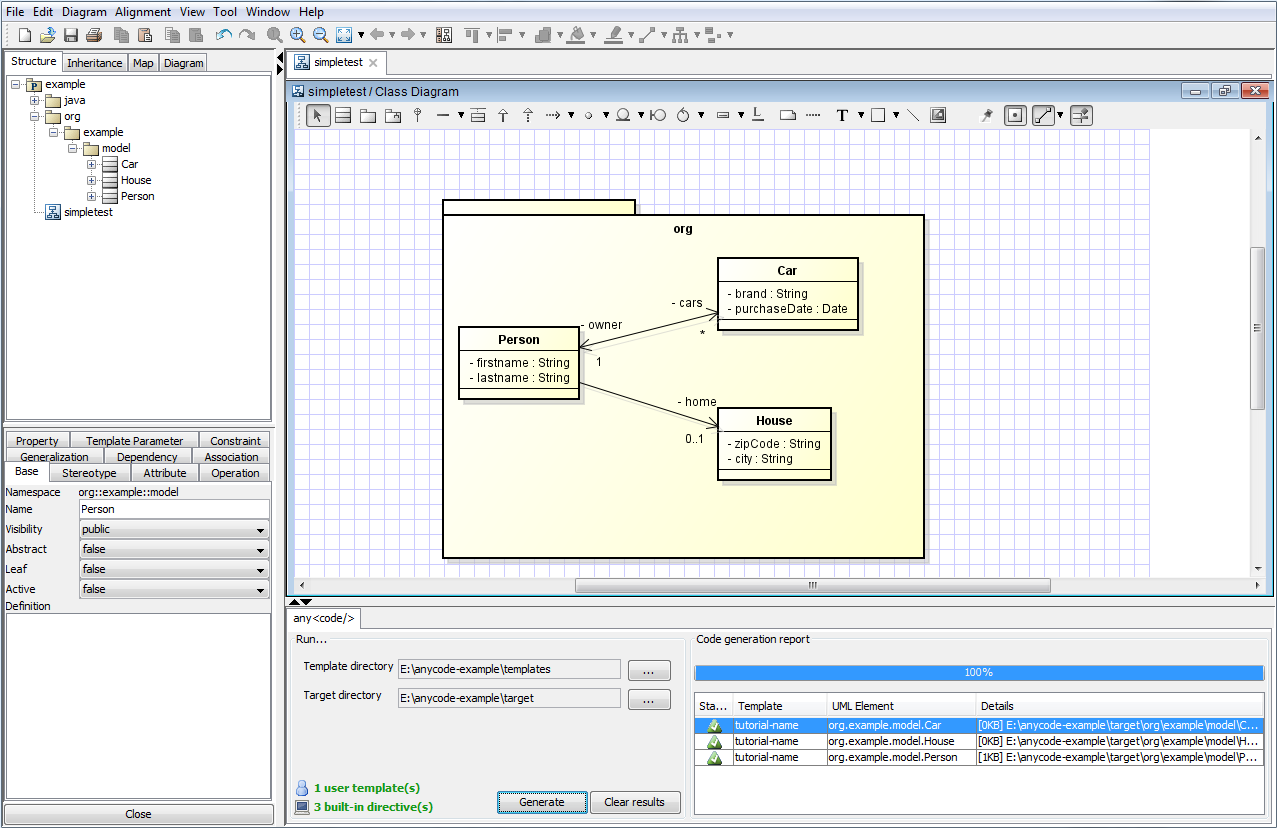 File Edit Diagram Alignment View Tool Window Help
Structure Inheritance Map Diagram
example
java
org
example
model
Car
House
Person
simpletest
Property Template Parameter Constraint
Generalization Dependency Association
Base Stereotype Attribute Operation
Namespace org::example::model
Name Person
Visibility public
Abstract false
Leaf false
Active false
Definition
Close
simpletest
simpletest / Class Diagram
T
org
Car
- brand : String
- purchaseDate : Date
- cars
*
- owner
1
Person
- firstname : String
- lastname : String
- home
0..1
House
- zipCode : String
- city : String
any<code/>
Run...
Template directory E:\anycode-example\templates ...
Target directory E:\anycode-example\target ...
1 user template(s)
3 built-in directive(s)
Generate Clear results
Code generation report
100%
Sta... Template UML Element Details
tutorial-name org.example.model.Car [0KB] E:\anycode-example\target\org\example\model\C...
tutorial-name org.example.model.House [0KB] E:\anycode-example\target\org\example\model\H...
tutorial-name org.example.model.Person [1KB] E:\anycode-example\target\org\example\model\P...